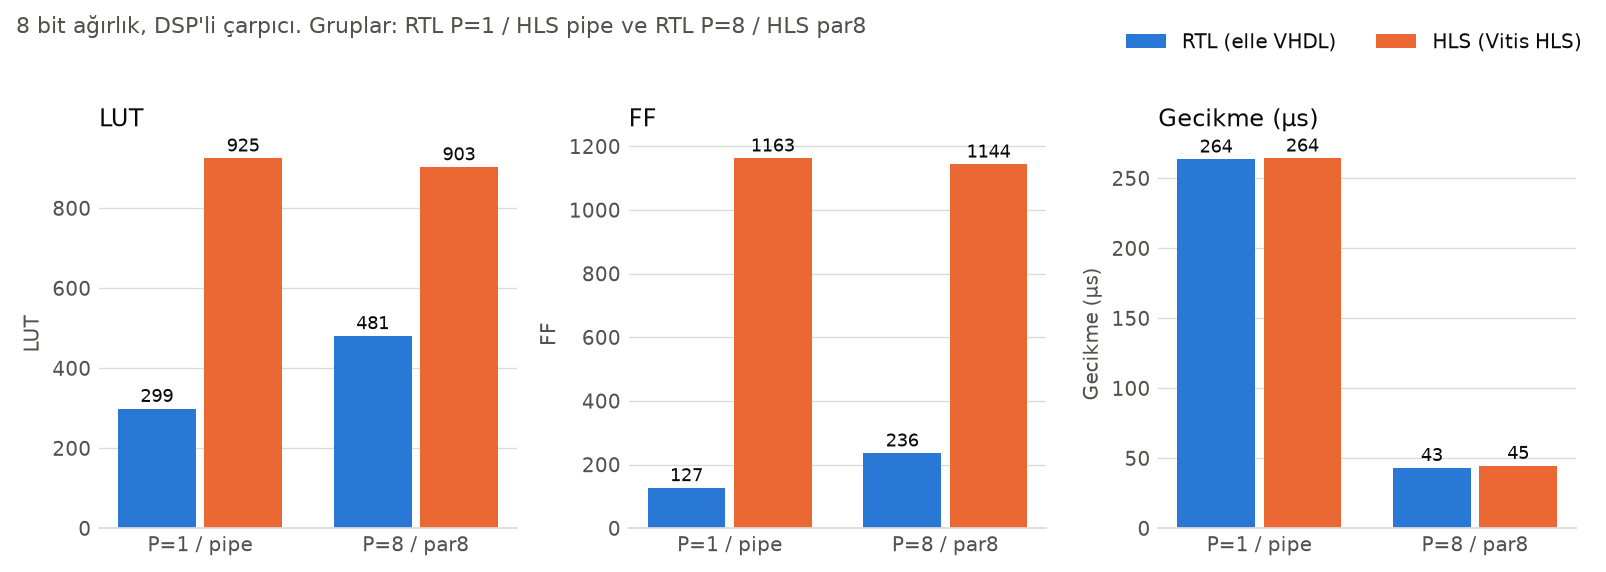 8 bit ağırlık, DSP'li çarpıcı. Gruplar: RTL P=1 / HLS pipe ve RTL P=8 / HLS par8
RTL (elle VHDL)
HLS (Vitis HLS)
LUT
925
903
800
600
481
400
299
200
0
LUT
P=1 / pipe
P=8 / par8
FF
1200
1163
1144
1000
800
600
400
236
200
127
0
FF
P=1 / pipe
P=8 / par8
Gecikme (µs)
264
264
250
200
150
100
50
43
45
0
Gecikme (µs)
P=1 / pipe
P=8 / par8